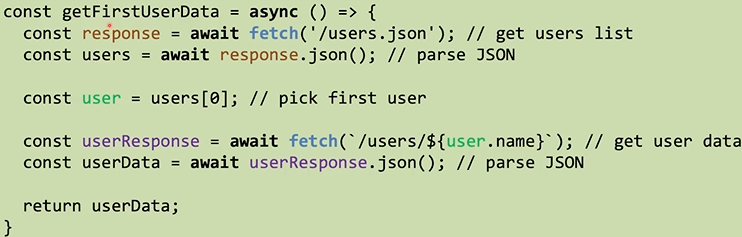 const getFirstUserData = async () => {
const response = await fetch('/users.json'); // get users list
const users = await response.json(); // parse JSON
const user = users[0]; // pick first user
const userResponse = await fetch(`/users/${user.name}`); // get user data
const userData = await userResponse.json(); // parse JSON
return userData;
}